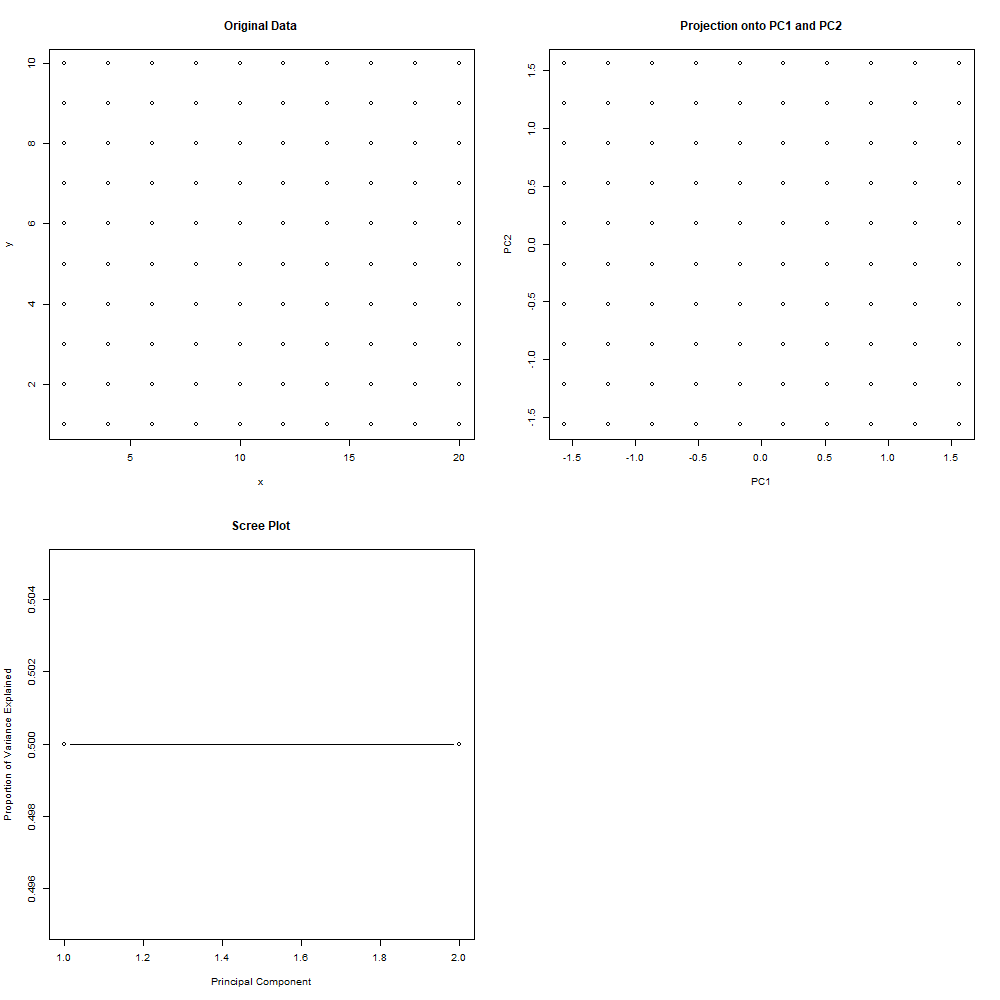 Original Data
10
8
6
4
2
y
5 10 15 20
x
Projection onto PC1 and PC2
1.5
1.0
0.5
0.0
-0.5
-1.0
-1.5
PC2
-1.5 -1.0 -0.5 0.0 0.5 1.0 1.5
PC1
Scree Plot
0.504
0.502
0.500
0.498
0.496
Proportion of Variance Explained
1.0 1.2 1.4 1.6 1.8 2.0
Principal Component